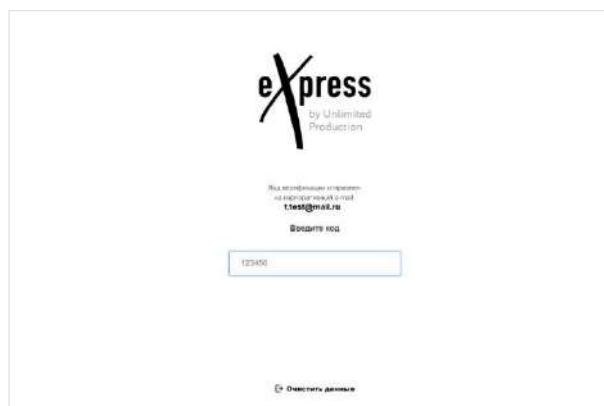 eXpress
by Unlimited
Production
Код верификации отправлен
на корпоративный e-mail
t.test@mail.ru
Введите код
123456
Очистить данные